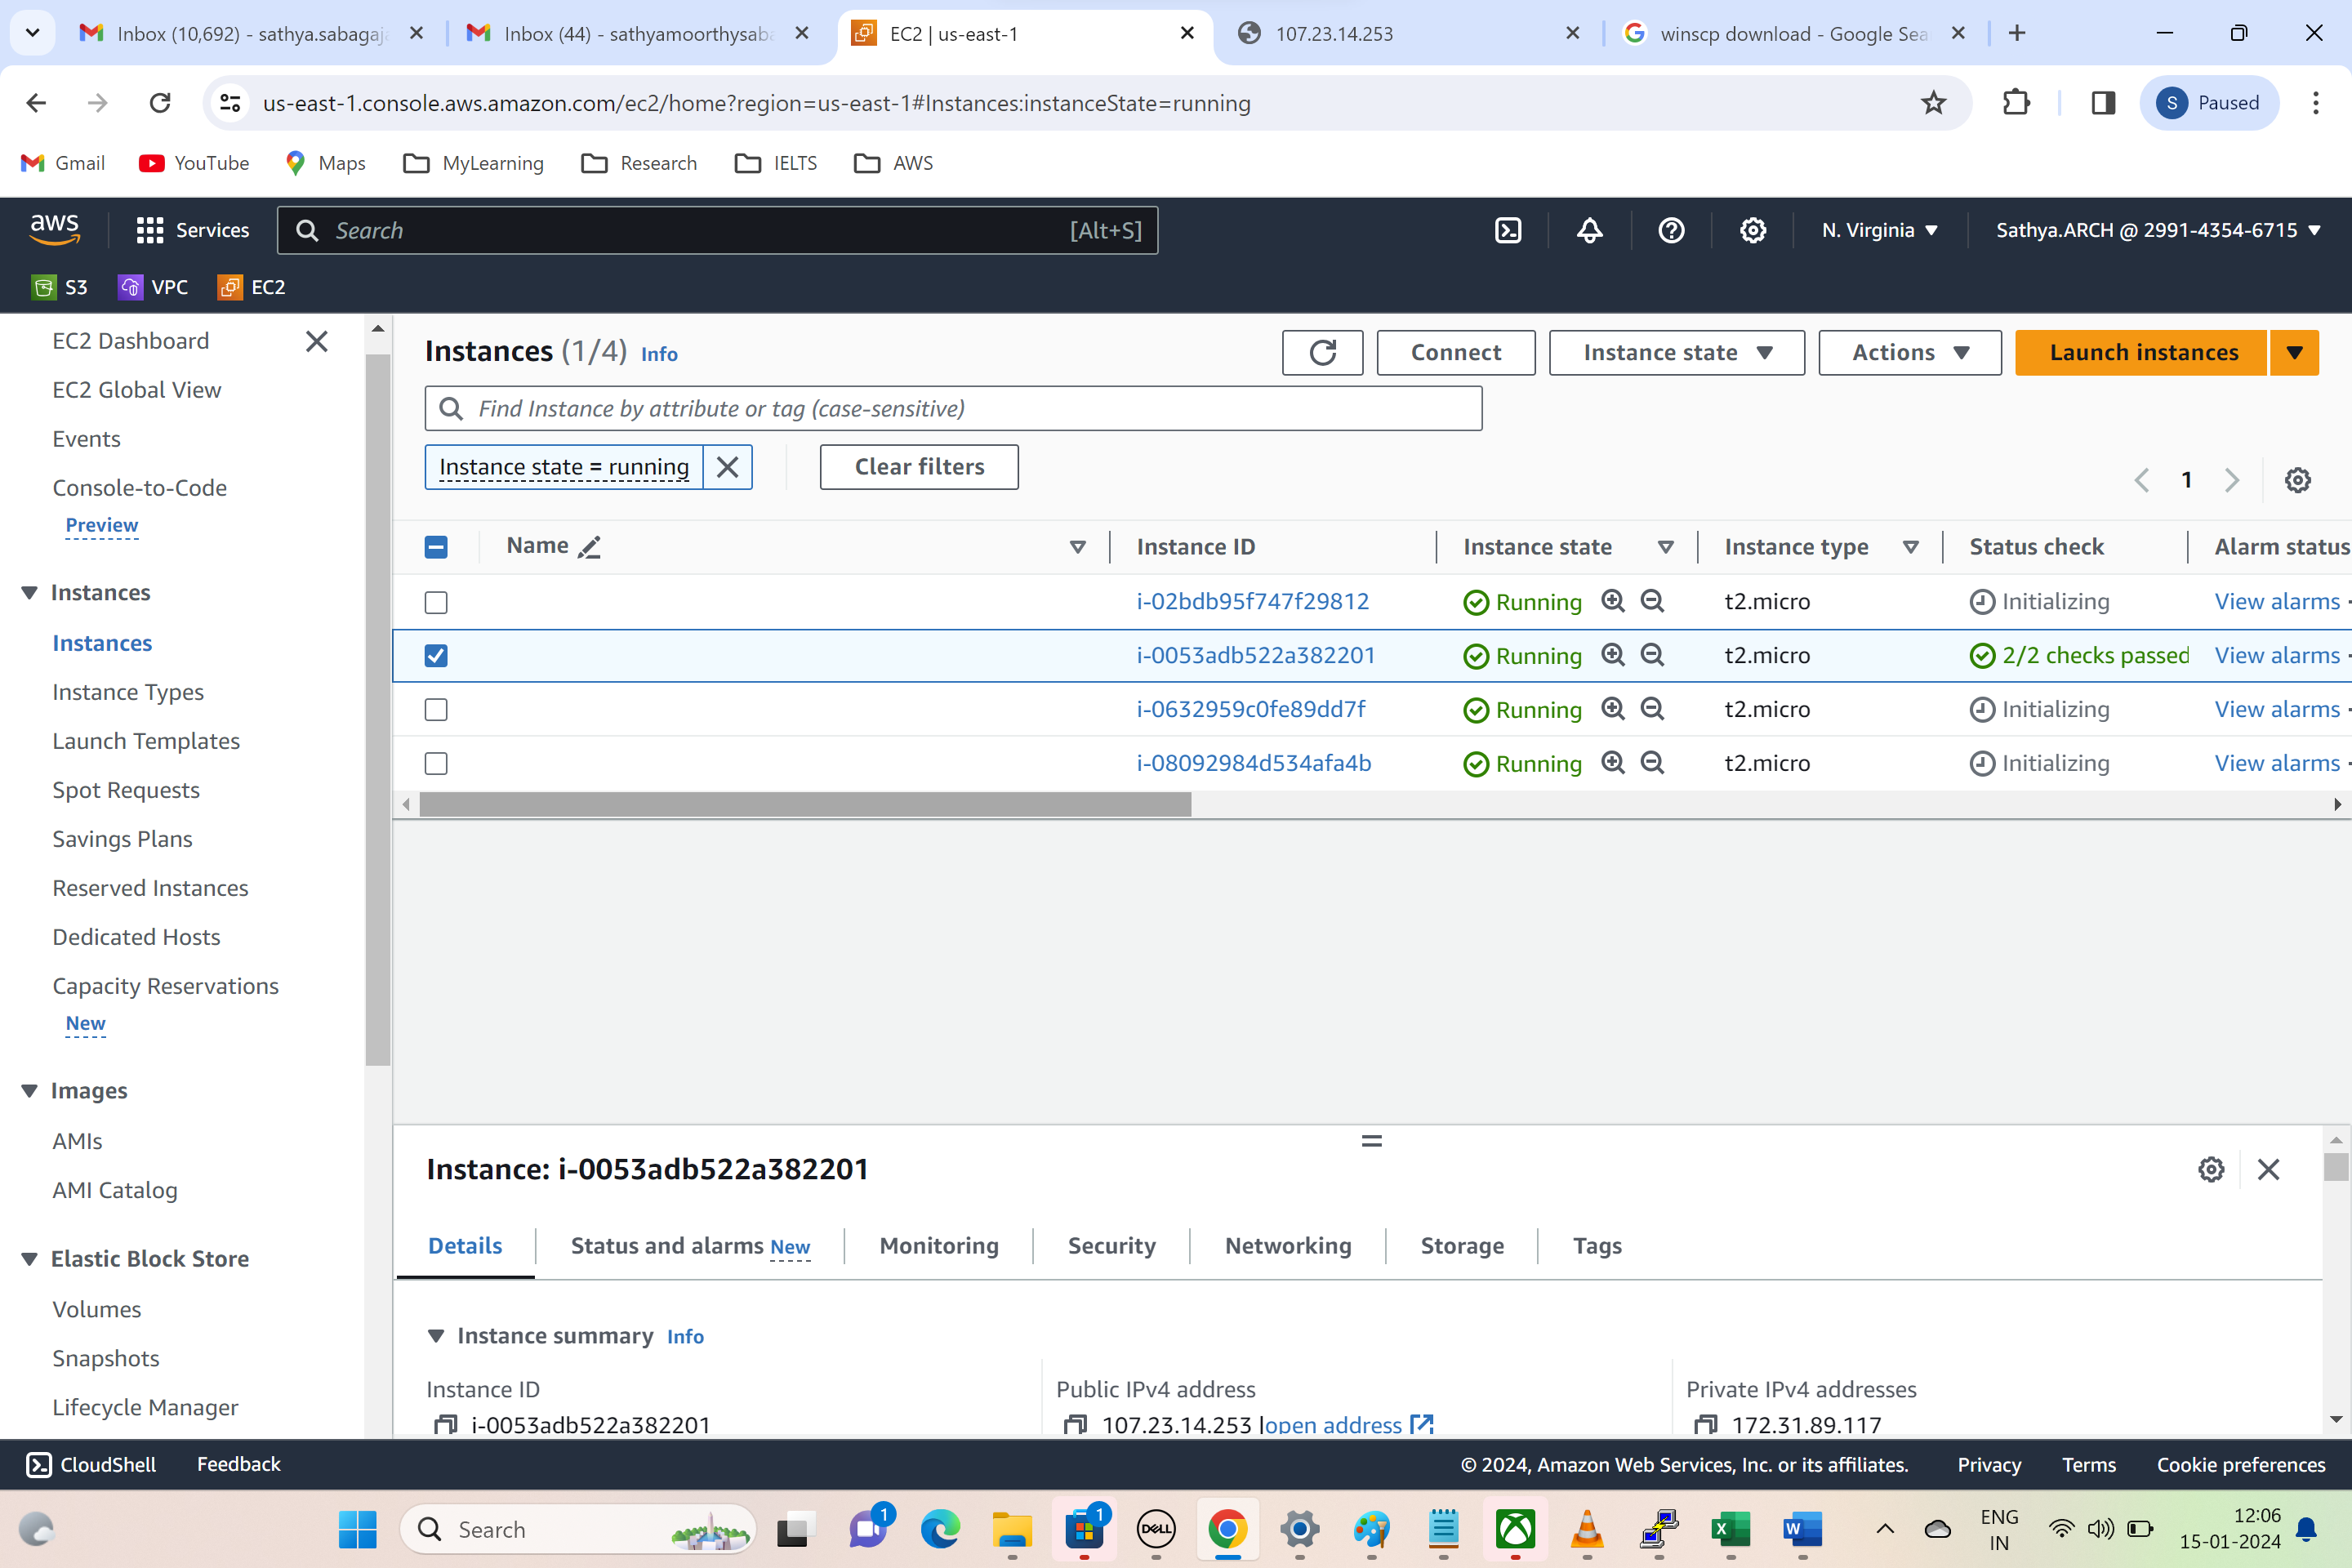 Inbox (10,692) - sathya.sabagaj
Inbox (44) - sathyamoorthysaba
EC2 | us-east-1
107.23.14.253
winscp download - Google Sea
us-east-1.console.aws.amazon.com/ec2/home?region=us-east-1#Instances:instanceState=running
S Paused
Gmail YouTube Maps MyLearning Research IELTS AWS
aws Services Search [Alt+S] N. Virginia Sathya.ARCH @ 2991-4354-6715
S3 VPC EC2
EC2 Dashboard
EC2 Global View
Events
Console-to-Code
Preview
Instances
Instances
Instance Types
Launch Templates
Spot Requests
Savings Plans
Reserved Instances
Dedicated Hosts
Capacity Reservations
New
Images
AMIs
AMI Catalog
Elastic Block Store
Volumes
Snapshots
Lifecycle Manager
Instances (1/4) Info Connect Instance state Actions Launch instances
Find Instance by attribute or tag (case-sensitive)
Instance state = running Clear filters
1
Name Instance ID Instance state Instance type Status check Alarm status
i-02bdb95f747f29812 Running t2.micro Initializing View alarms
i-0053adb522a382201 Running t2.micro 2/2 checks passed View alarms
i-0632959c0fe89dd7f Running t2.micro Initializing View alarms
i-08092984d534afa4b Running t2.micro Initializing View alarms
Instance: i-0053adb522a382201
Details Status and alarms New Monitoring Security Networking Storage Tags
Instance summary Info
Instance ID Public IPv4 address Private IPv4 addresses
i-0053adb522a382201 107.23.14.253 |open address 172.31.89.117
CloudShell Feedback © 2024, Amazon Web Services, Inc. or its affiliates. Privacy Terms Cookie preferences
Search 1 1 DELL X W ENG 12:06
IN 15-01-2024